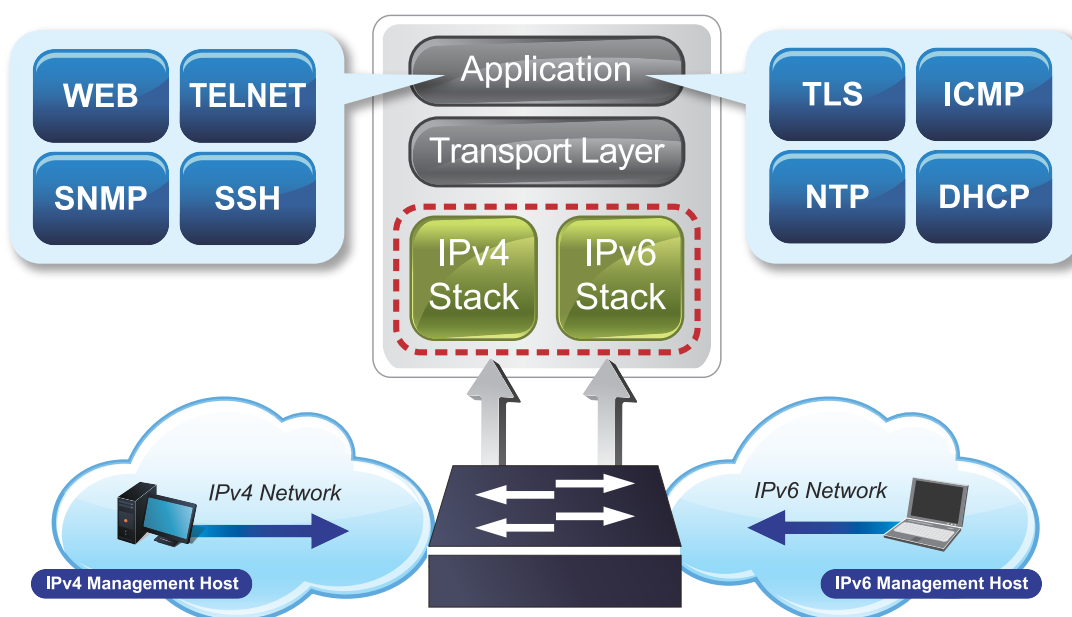 WEB
TELNET
SNMP
SSH
Application
Transport Layer
IPv4
Stack
IPv6
Stack
TLS
ICMP
NTP
DHCP
IPv4 Network
IPv4 Management Host
IPv6 Network
IPv6 Management Host